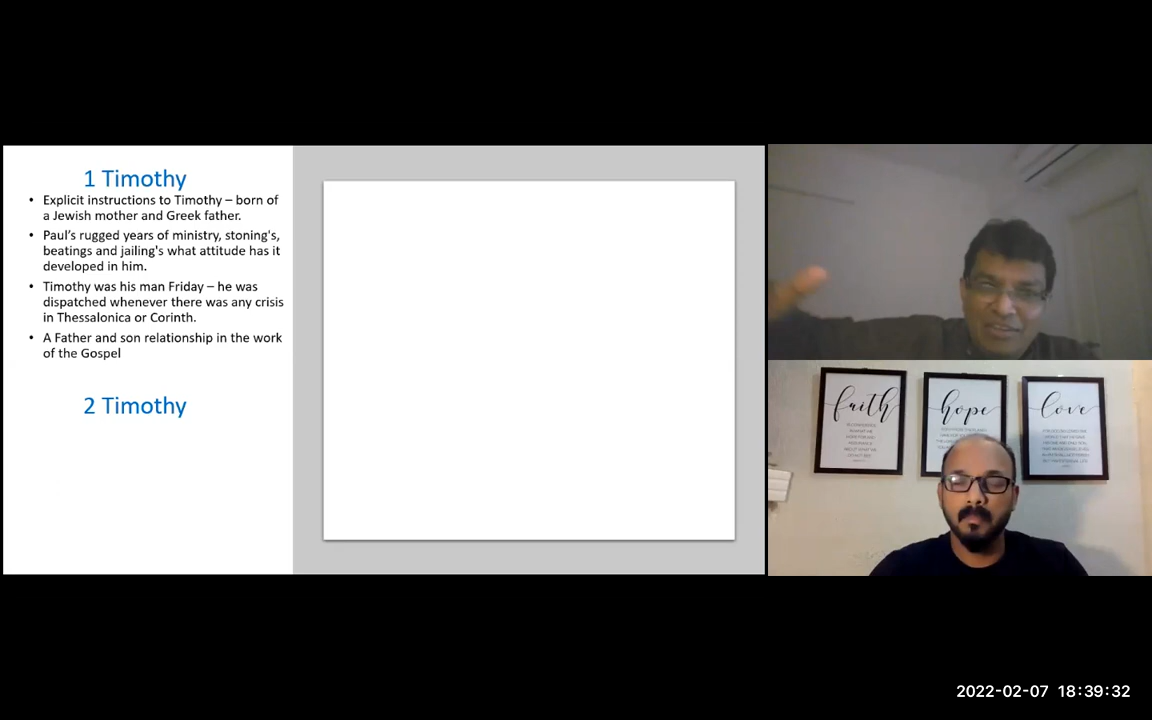 1 Timothy
• Explicit instructions to Timothy – born of
a Jewish mother and Greek father.
• Paul's rugged years of ministry, stoning's,
beatings and jailing's what attitude has it
developed in him.
• Timothy was his man Friday – he was
dispatched whenever there was any crisis
in Thessalonica or Corinth.
• A Father and son relationship in the work
of the Gospel
2 Timothy
faith
hope
love
2022-02-07 18:39:32